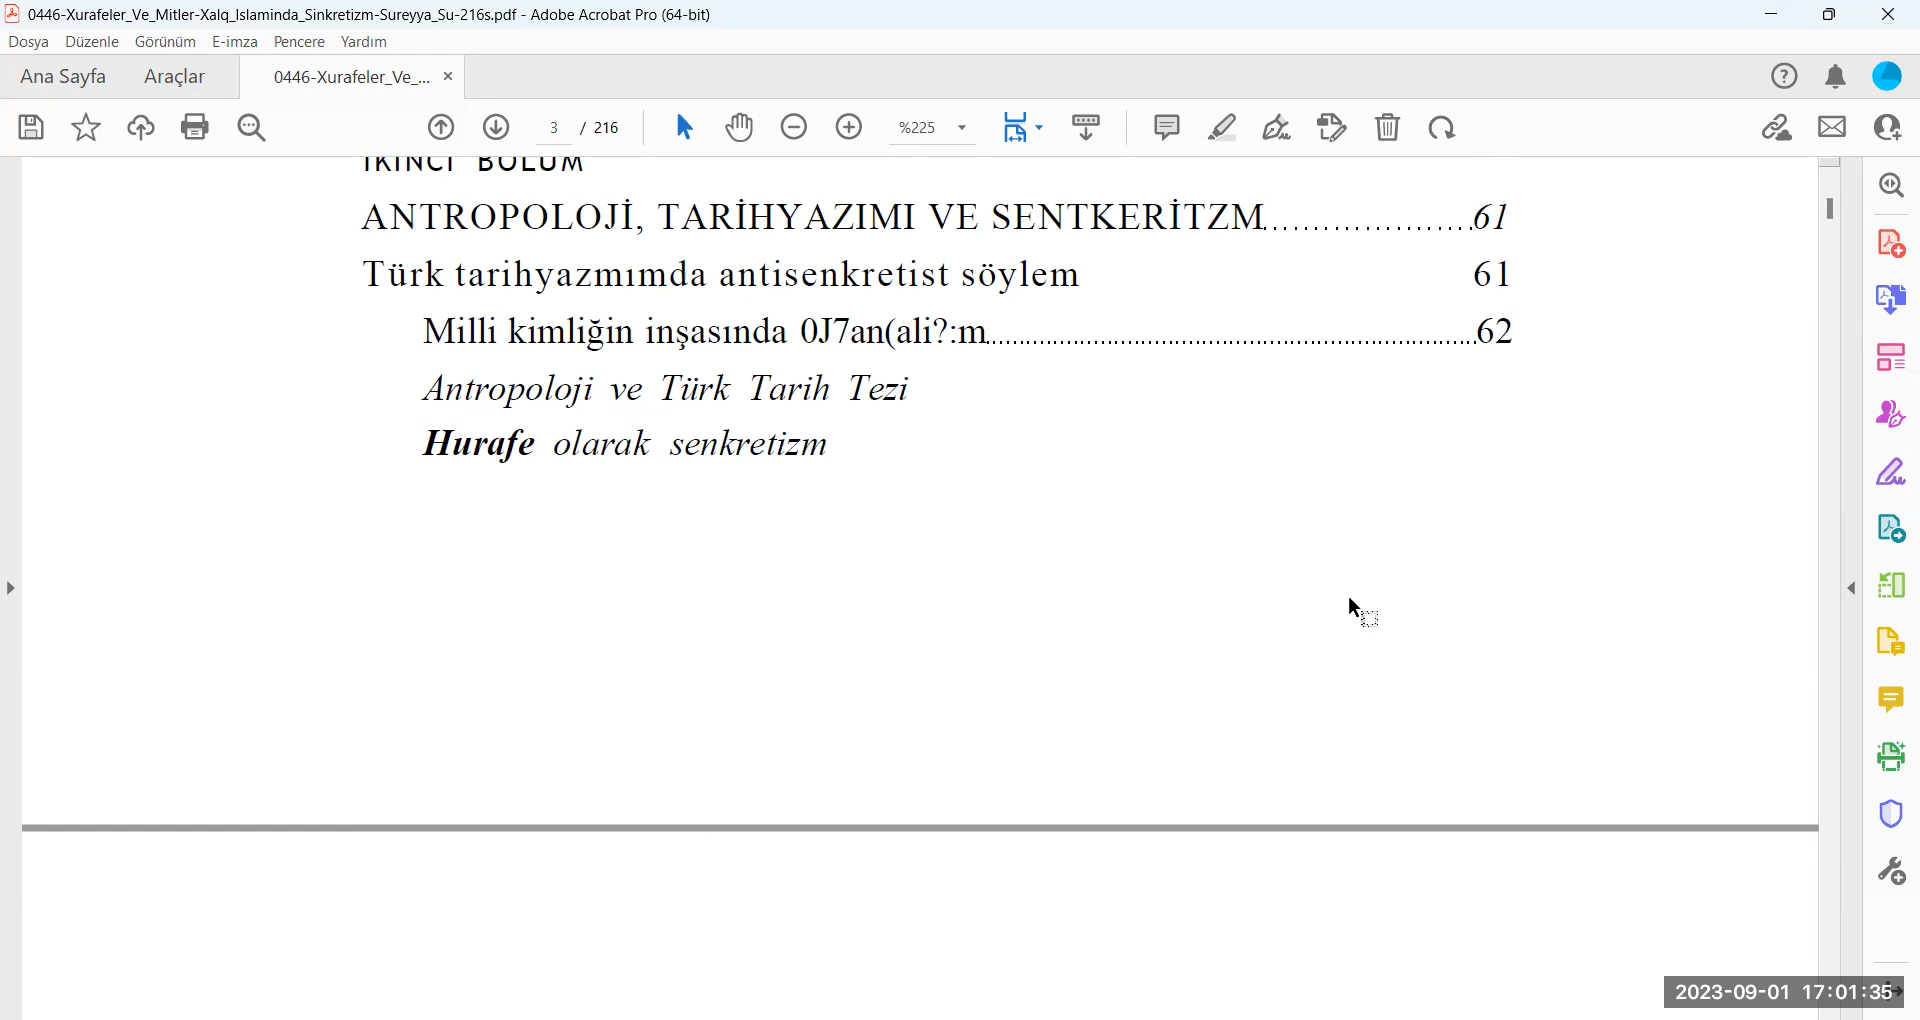 0446-Xurafeler_Ve_Mitler-Xalq_Islaminda_Sinkretizm-Sureyya_Su-216s.pdf - Adobe Acrobat Pro (64-bit)
Dosya Düzenle Görünüm E-imza Pencere Yardım
Ana Sayfa Araçlar 0446-Xurafeler_Ve_... ×
3 / 216 %225
İKİNCİ BÖLÜM
ANTROPOLOJİ, TARİHYAZIMI VE SENTKERİTZM..................61
Türk tarihyazmımda antisenkretist söylem 61
Milli kimliğin inşasında 0J7an(ali?:m..............................................................................62
Antropoloji ve Türk Tarih Tezi
Hurafe olarak senkretizm
2023-09-01 17:01:35